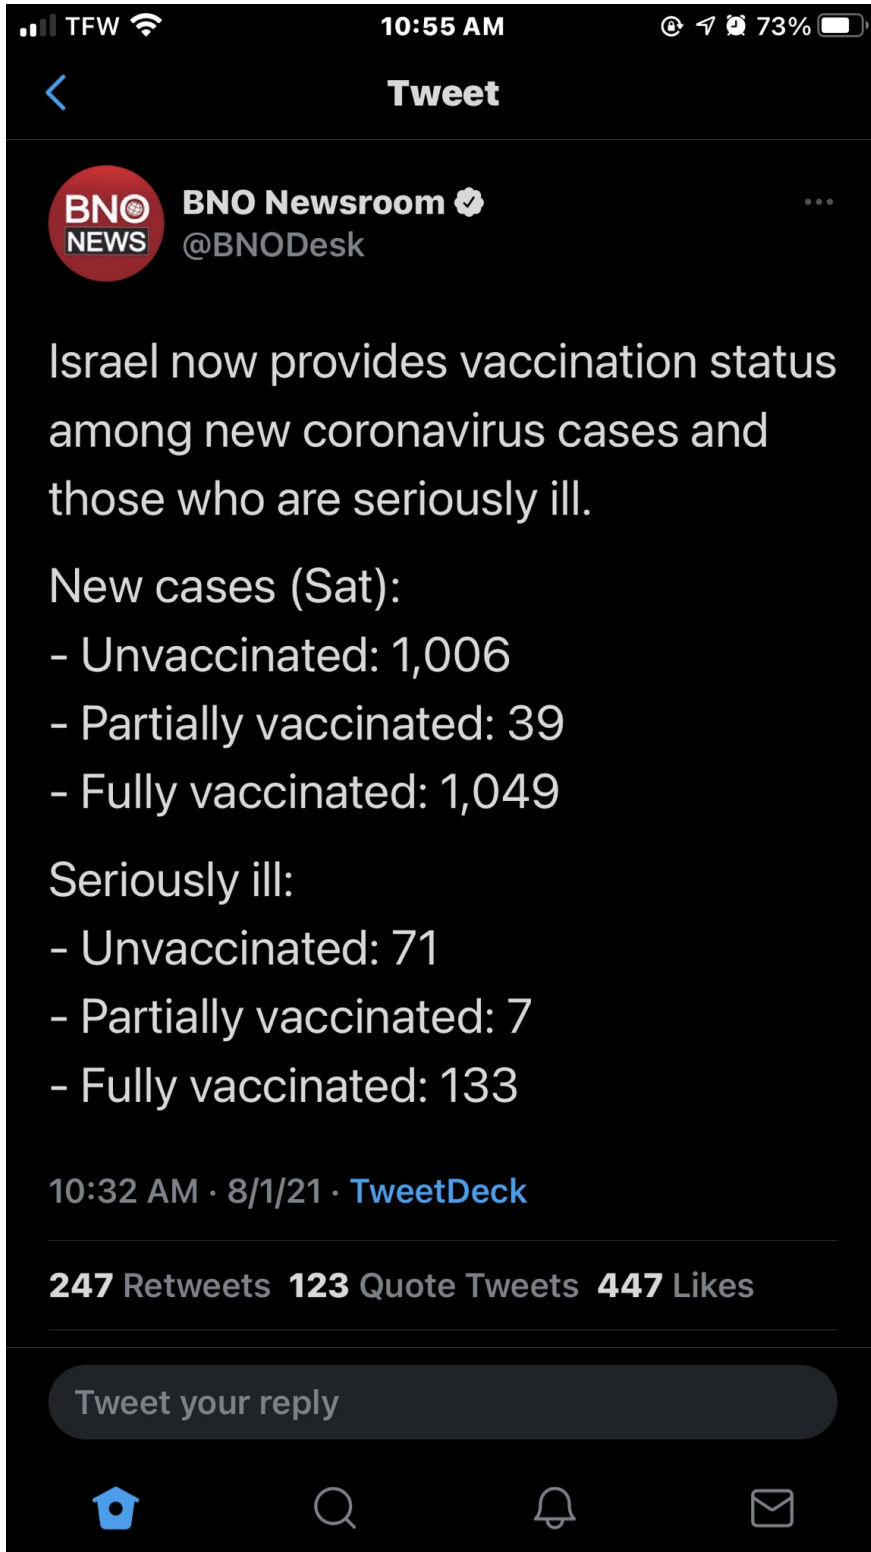 TFW 10:55 AM 73%
Tweet
BNO
NEWS
BNO Newsroom
@BNODesk
Israel now provides vaccination status
among new coronavirus cases and
those who are seriously ill.
New cases (Sat):
- Unvaccinated: 1,006
- Partially vaccinated: 39
- Fully vaccinated: 1,049
Seriously ill:
- Unvaccinated: 71
- Partially vaccinated: 7
- Fully vaccinated: 133
10:32 AM · 8/1/21 · TweetDeck
247 Retweets 123 Quote Tweets 447 Likes
Tweet your reply